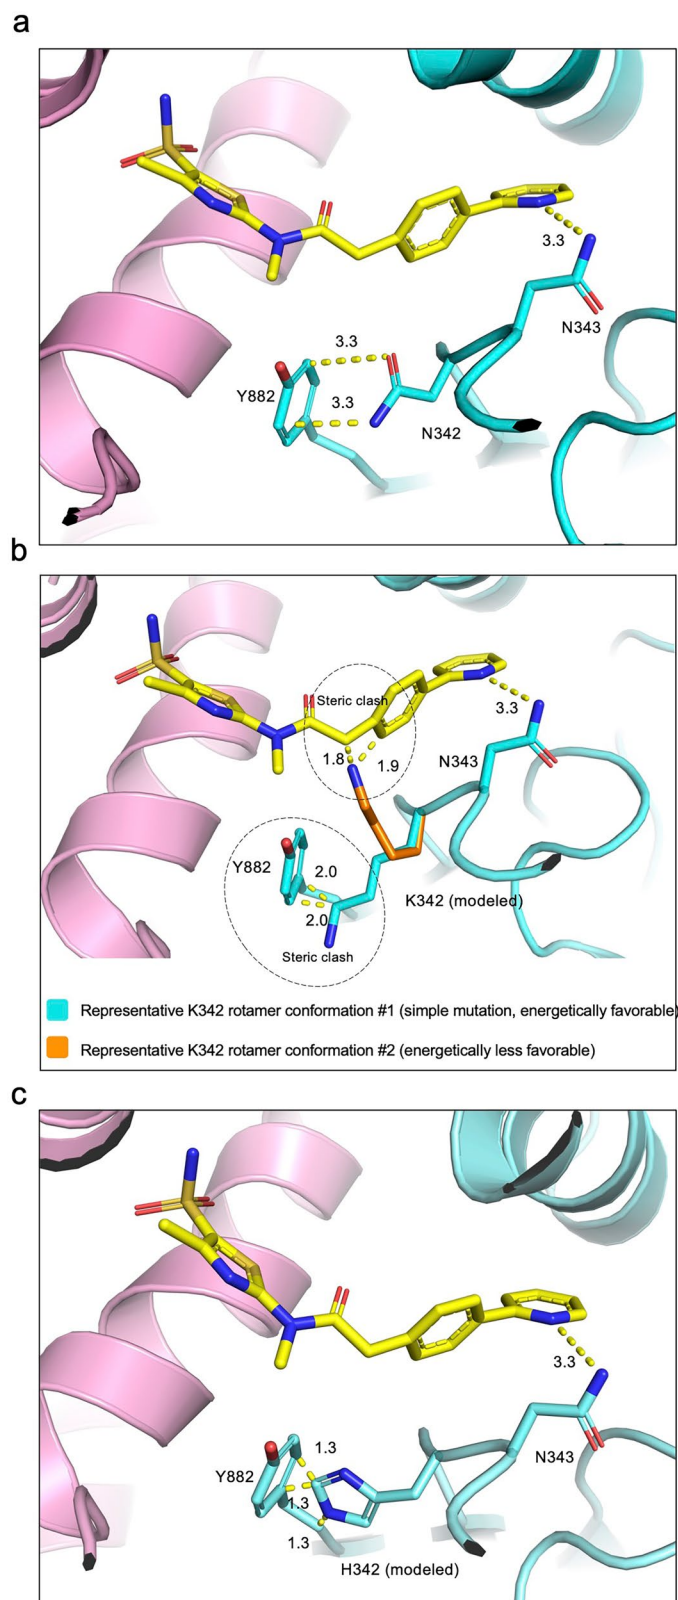 a
3.3
N343
3.3
Y882
3.3
N342
b
Steric clash
3.3
1.8
1.9
N343
Y882
2.0
K342 (modeled)
2.0
Steric clash
Representative K342 rotamer conformation #1 (simple mutation, energetically favorable)
Representative K342 rotamer conformation #2 (energetically less favorable)
c
3.3
1.3
N343
Y882
1.3
1.3
H342 (modeled)